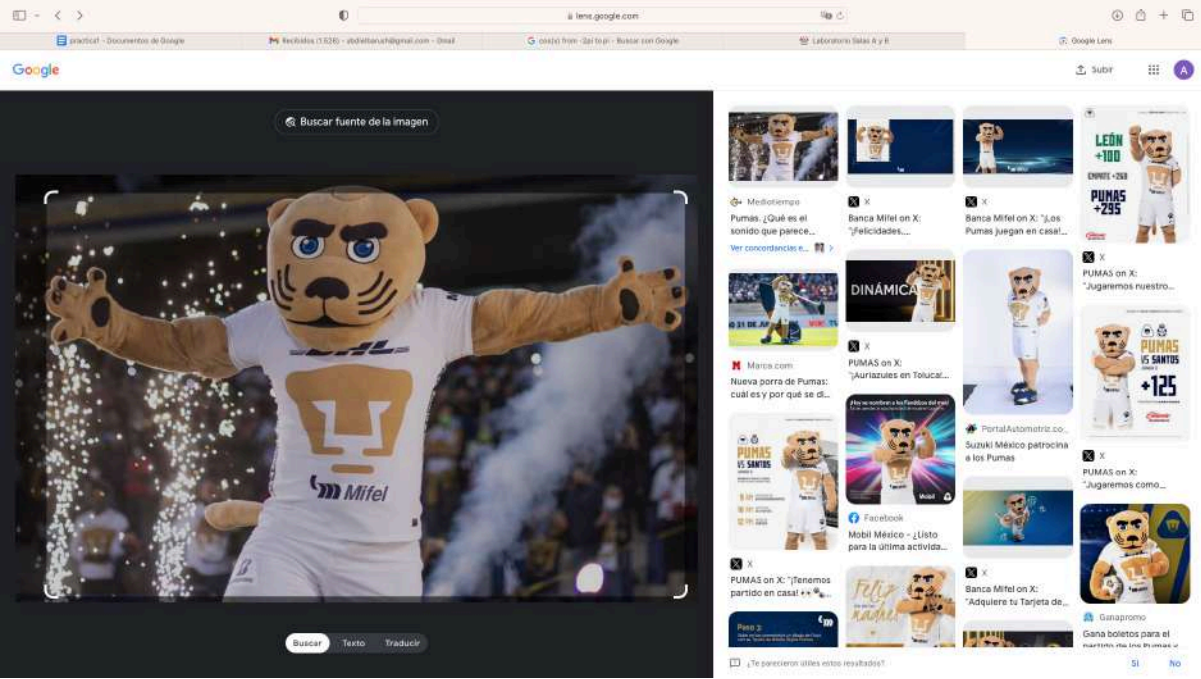 lens.google.com
practica1 - Documentos de Google
Recibidos (1.626) - abdielbarush@gmail.com - Gmail
cos(x) from -2pi to pi - Buscar con Google
Laboratorio Salas A y B
Google Lens
Google
Subir
A
Buscar fuente de la imagen
DHL
Mifel
Buscar
Texto
Traducir
Mediotiempo
Pumas. ¿Qué es el
sonido que parece...
Ver concordancias e...
X
Banca Mifel on X:
"¡Felicidades,...
X
Banca Mifel on X: "¡Los
Pumas juegan en casa!...
LEÓN
+100
EMPATE +260
PUMAS
+295
X
PUMAS on X:
"Jugaremos nuestro...
Marca.com
Nueva porra de Pumas:
cuál es y por qué se di...
DINÁMICA
X
PUMAS on X:
"¡Auriazules en Toluca!...
PortalAutomotriz.co...
Suzuki México patrocina
a los Pumas
PUMAS
VS SANTOS
+125
X
PUMAS on X:
"Jugaremos como...
PUMAS
VS SANTOS
X
PUMAS on X: "¡Tenemos
partido en casa!
Mobil
Facebook
Mobil México - ¿Listo
para la última activida...
X
Banca Mifel on X:
"Adquiere tu Tarjeta de...
Ganapromo
Gana boletos para el
partido de los Pumas y
Paso 3:
Feliz
madres
¿Te parecieron útiles estos resultados?
Sí
No